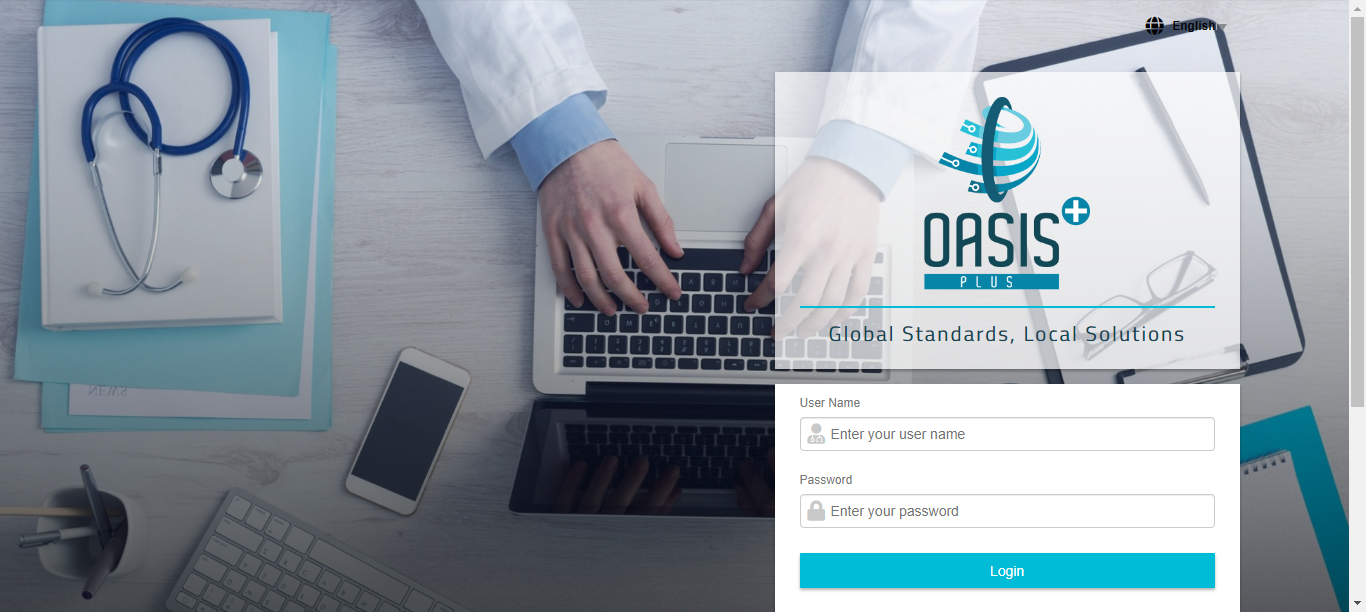 English
OASIS
PLUS
Global Standards, Local Solutions
User Name
Enter your user name
Password
Enter your password
Login